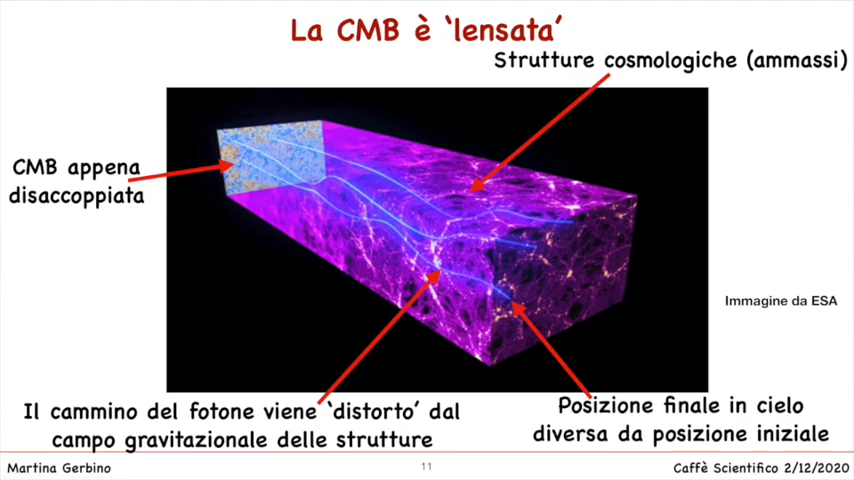 La CMB è ‘lensata’
Strutture cosmologiche (ammassi)
CMB appena
disaccoppiata
Immagine da ESA
Il cammino del fotone viene ‘distorto’ dal
campo gravitazionale delle strutture
Posizione finale in cielo
diversa da posizione iniziale
Martina Gerbino
11
Caffè Scientifico 2/12/2020